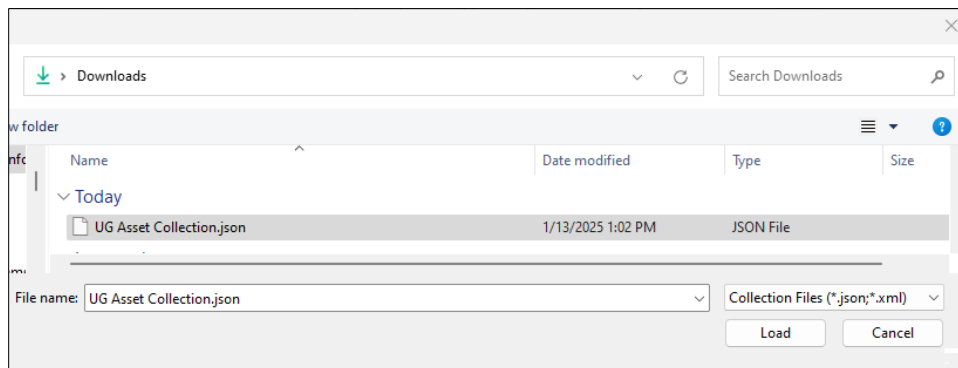 Downloads
Search Downloads
w folder
?
nfc
Name Date modified Type Size
Today
UG Asset Collection.json 1/13/2025 1:02 PM JSON File
File name: UG Asset Collection.json Collection Files (*.json;*.xml)
Load Cancel